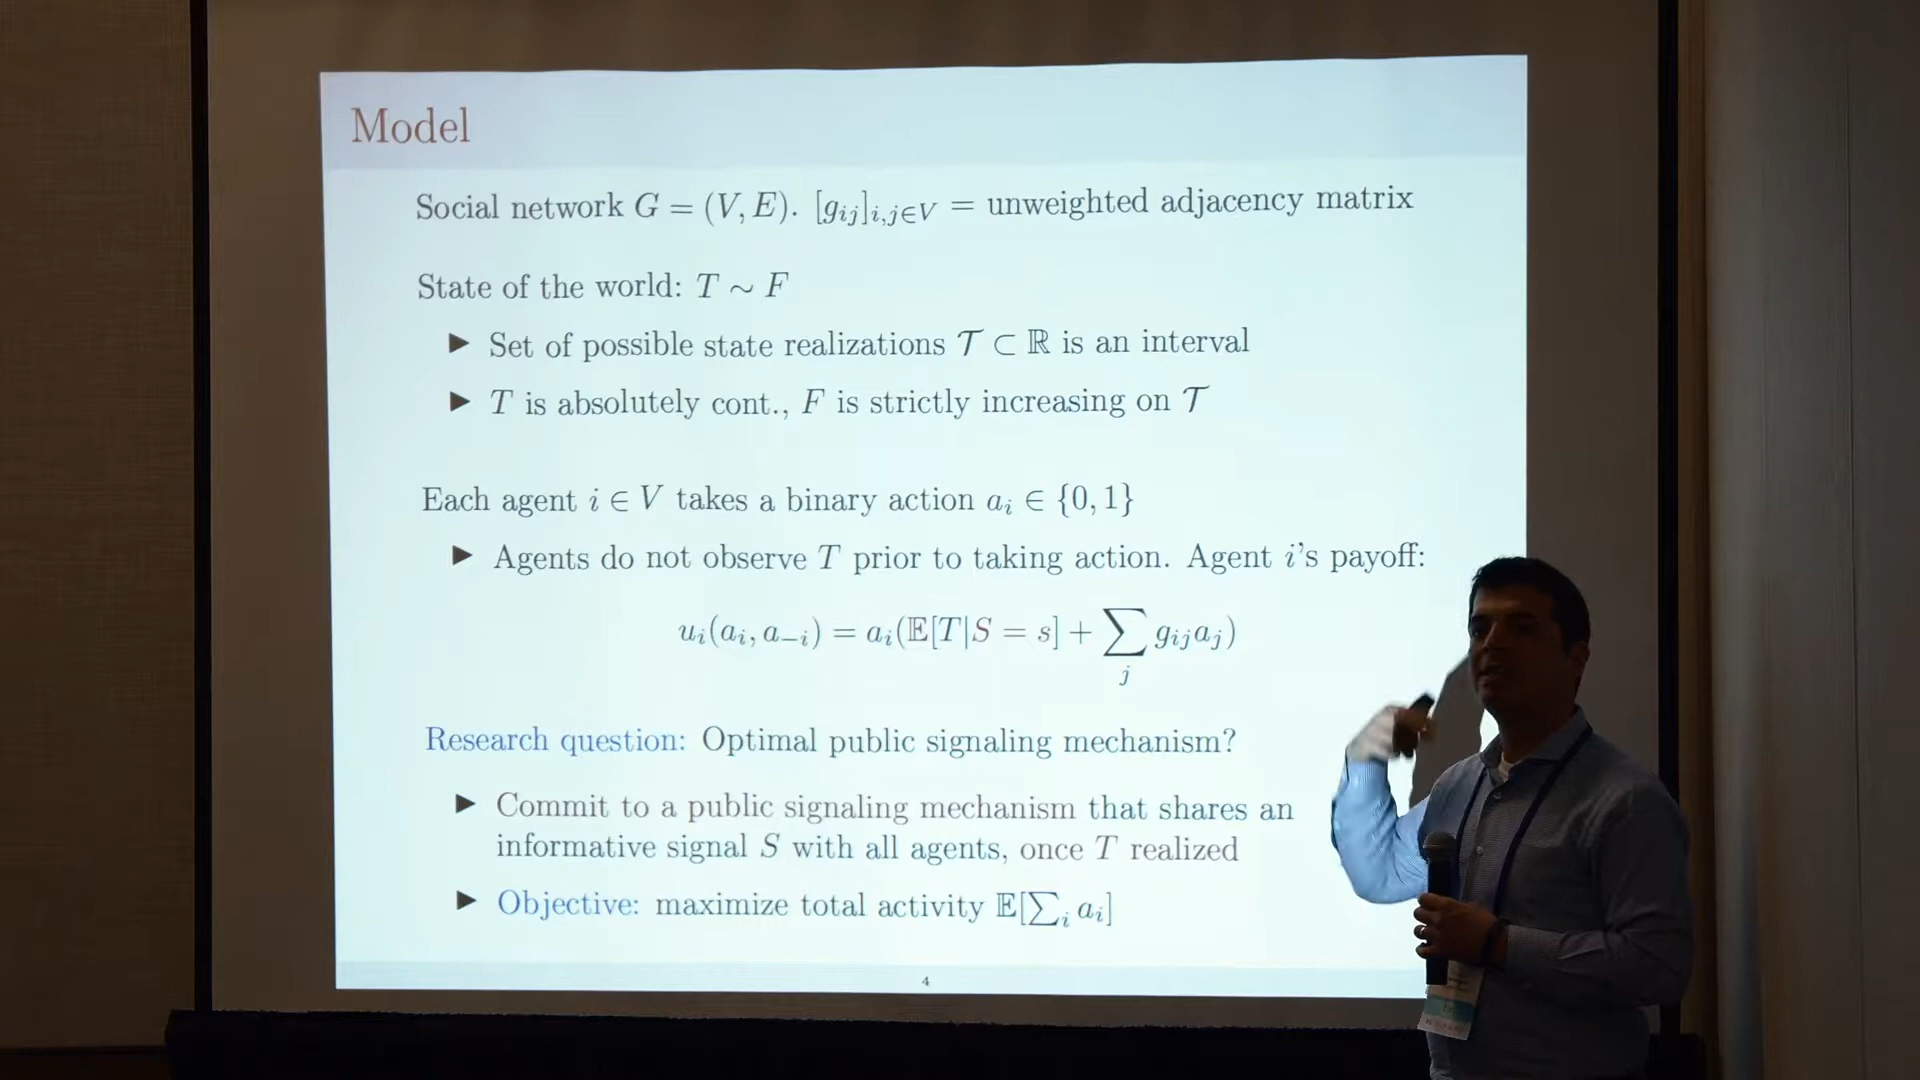 Model
Social network G = (V, E). [g_{ij}]_{i,j∈V} = unweighted adjacency matrix
State of the world: T ∼ F
▶ Set of possible state realizations 𝒯 ⊂ ℝ is an interval
▶ T is absolutely cont., F is strictly increasing on 𝒯
Each agent i ∈ V takes a binary action a_i ∈ {0, 1}
▶ Agents do not observe T prior to taking action. Agent i's payoff:
u_i(a_i, a_{−i}) = a_i(𝔼[T|S = s] + ∑_j g_{ij}a_j)
Research question: Optimal public signaling mechanism?
▶ Commit to a public signaling mechanism that shares an
informative signal S with all agents, once T realized
▶ Objective: maximize total activity 𝔼[∑_i a_i]
4